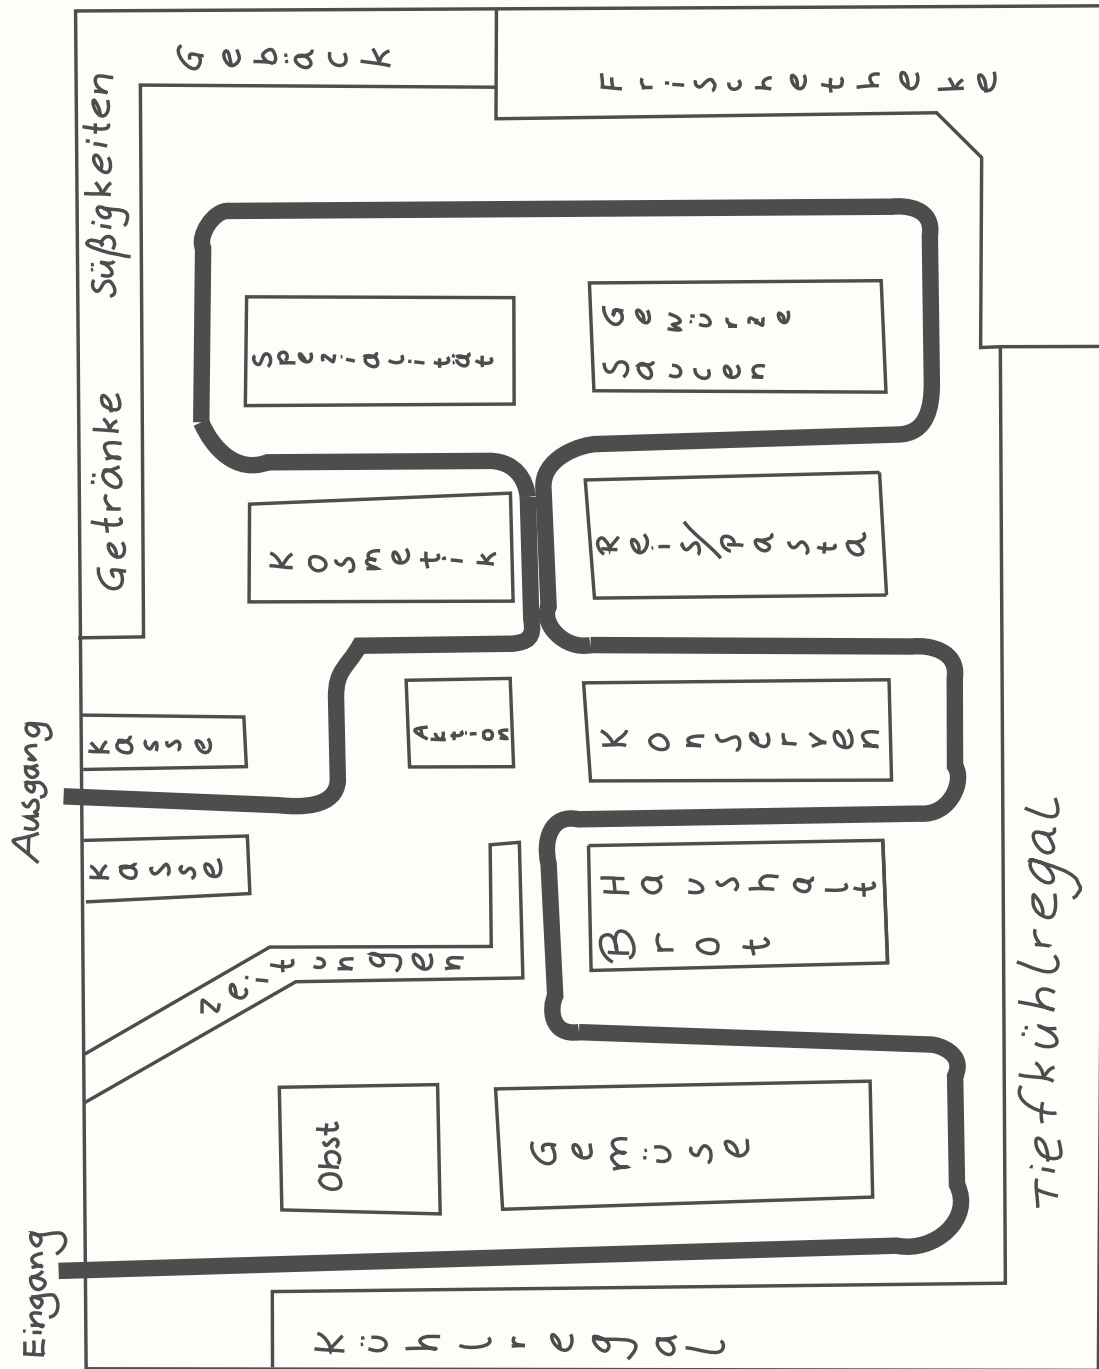 Gebäck
Frischetheke
Süßigkeiten
Getränke
Spezialität
Gewürze
Saucen
Kosmetik
Reis/Pasta
Ausgang
Kasse
Aktion
Konserven
Kasse
Haushalt
Brot
Zeitungen
Tiefkühlregal
Obst
Gemüse
Eingang
Kühlregal